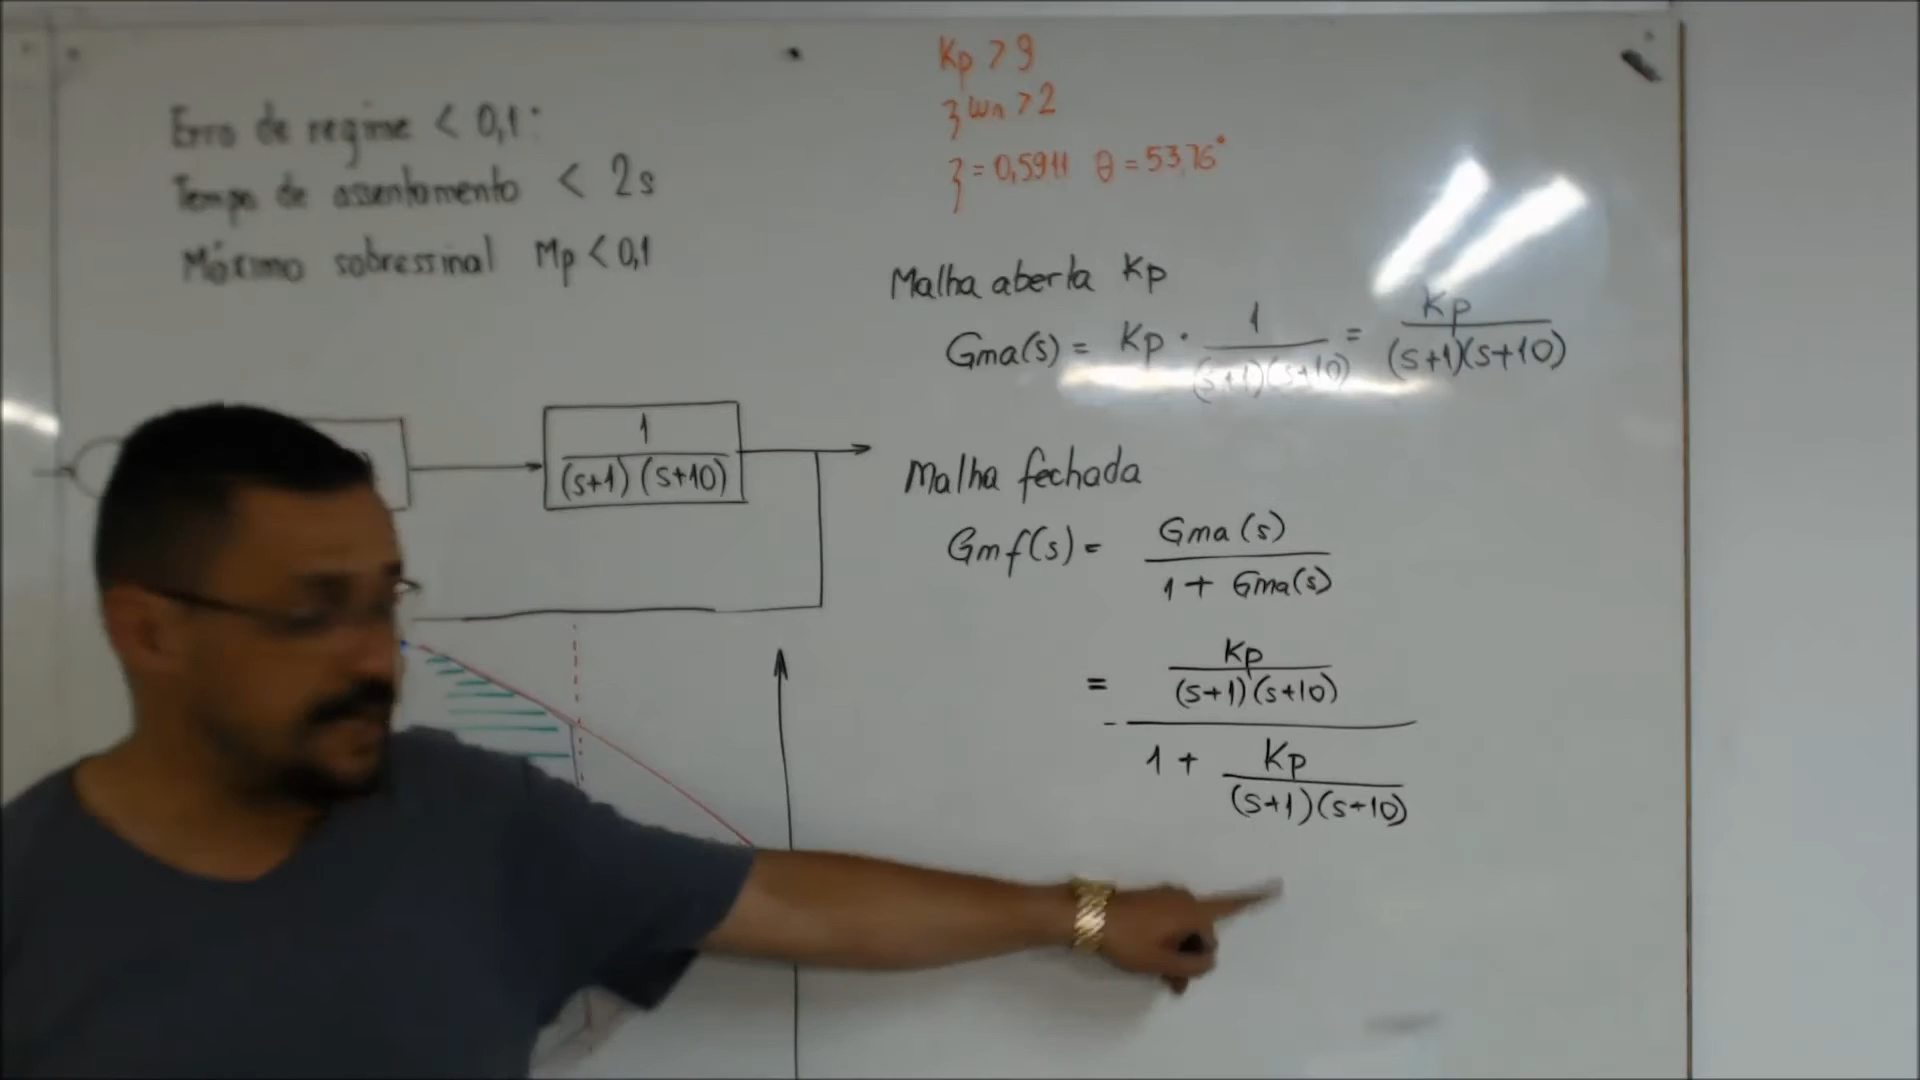 Erro de regime < 0,1:
Tempo de assentamento < 2s
Máximo sobressinal Mp < 0,1
Kp > 9
ξωn > 2
ξ = 0,5911 θ = 53,76°
Malha aberta Kp
Gma(s) = Kp · 1/((s+1)(s+10)) = Kp/((s+1)(s+10))
1
(s+1) (s+10)
Malha fechada
Gmf(s) = Gma(s)
1 + Gma(s)
= Kp
(s+1)(s+10)
1 + Kp
(s+1)(s+10)